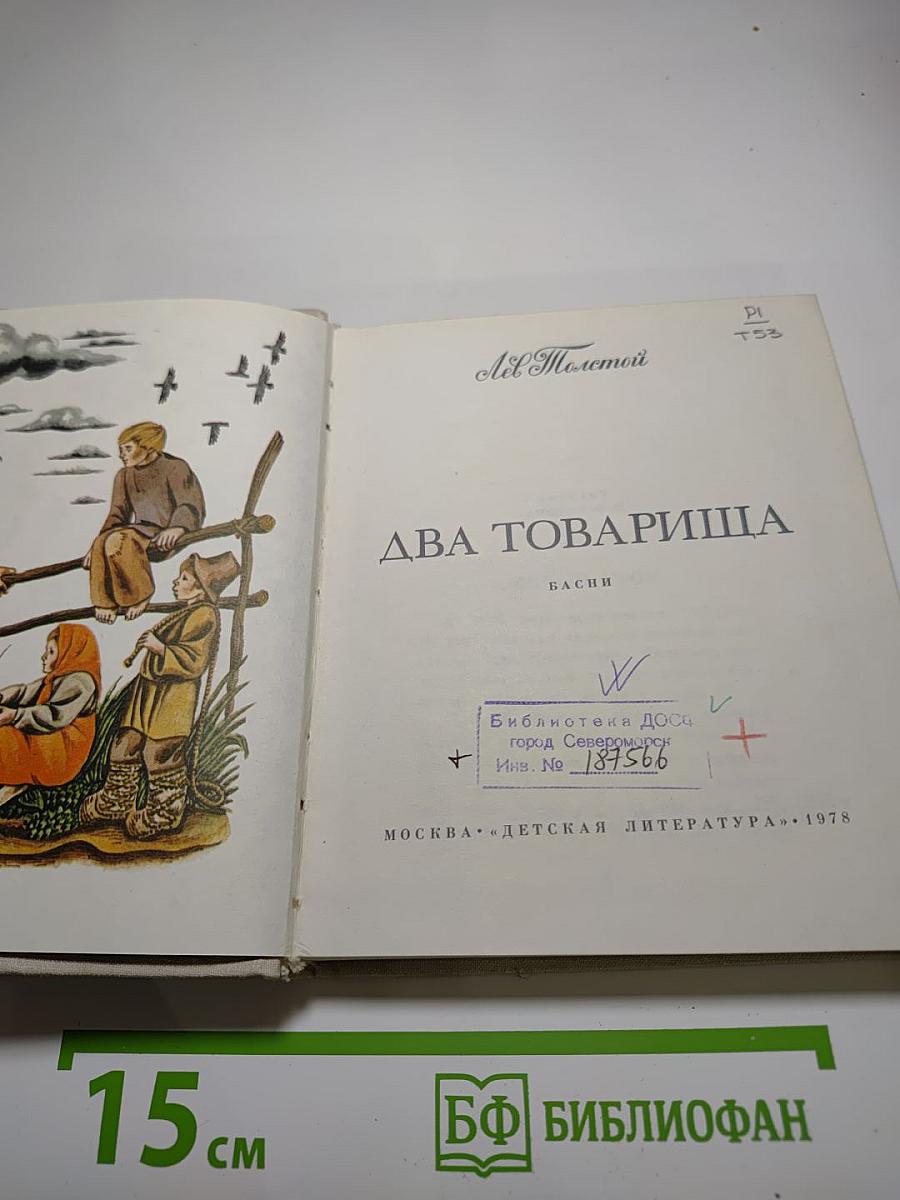 Р1
Т53
Лев Толстой
ДВА ТОВАРИЩА
БАСНИ
Библиотека ДОСа
город Североморск
Инв. № 187566
МОСКВА • «ДЕТСКАЯ ЛИТЕРАТУРА» • 1978
15 см
БФ БИБЛИОФАН